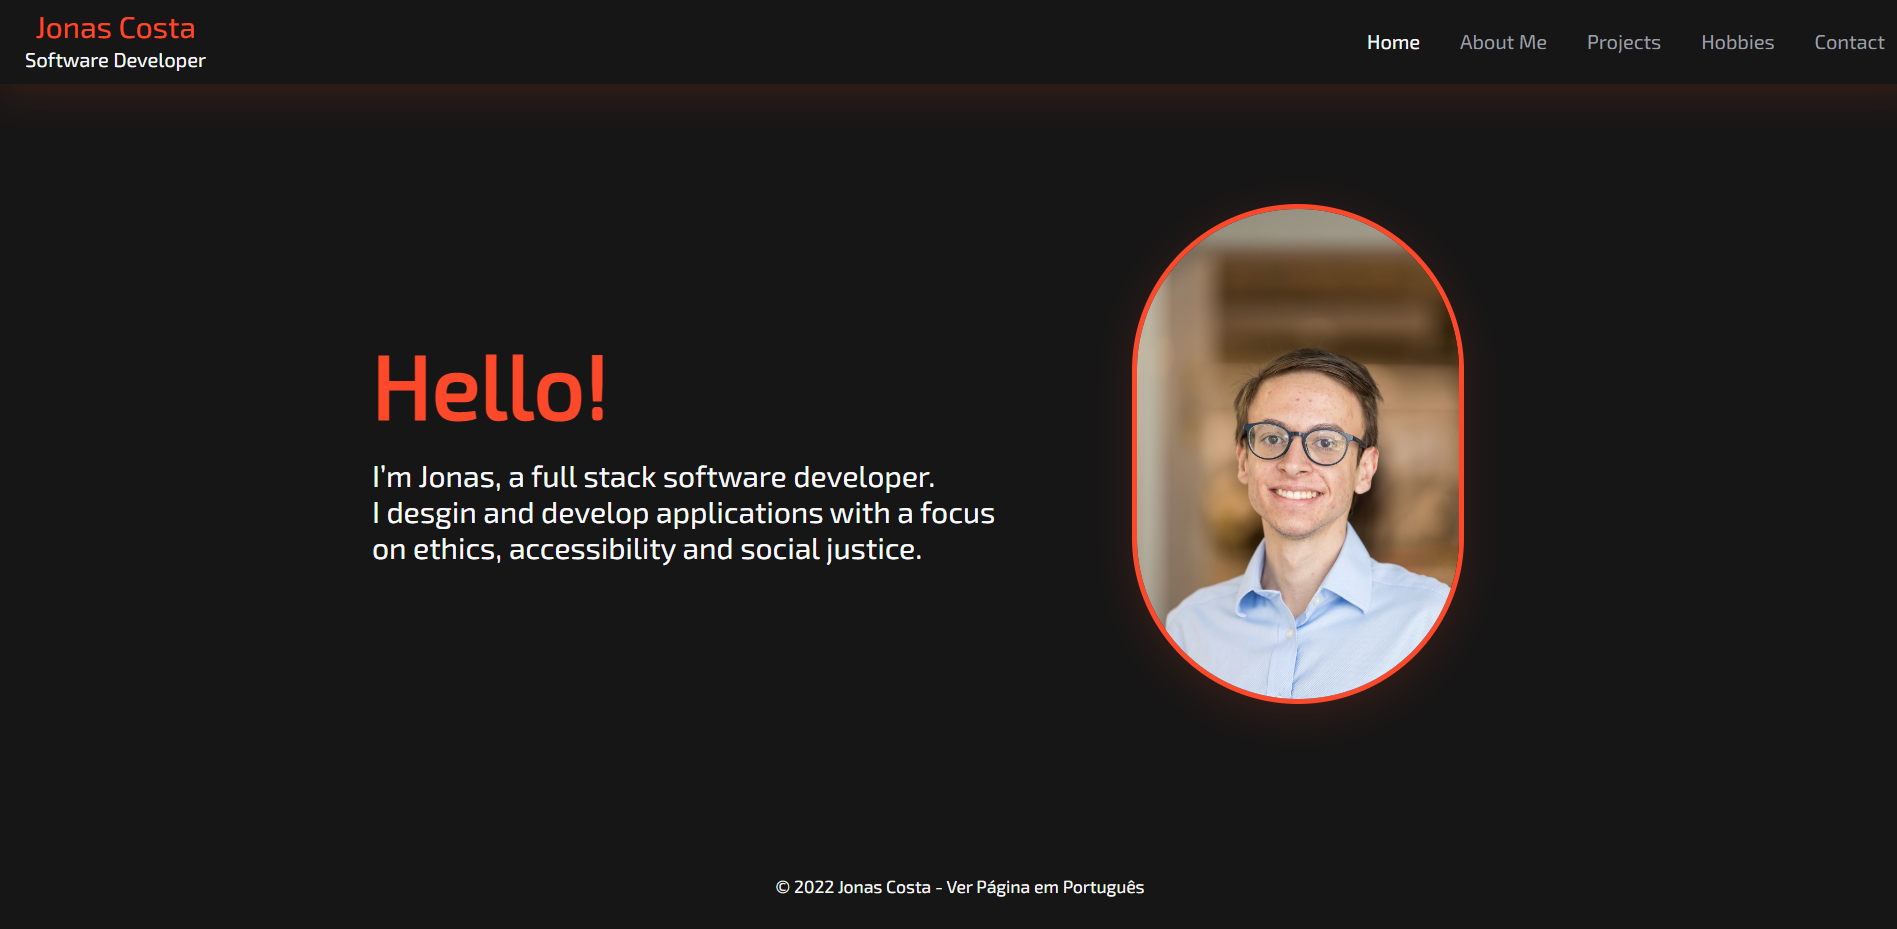 Jonas Costa
Software Developer
Home About Me Projects Hobbies Contact
Hello!
I'm Jonas, a full stack software developer.
I desgin and develop applications with a focus
on ethics, accessibility and social justice.
© 2022 Jonas Costa - Ver Página em Português